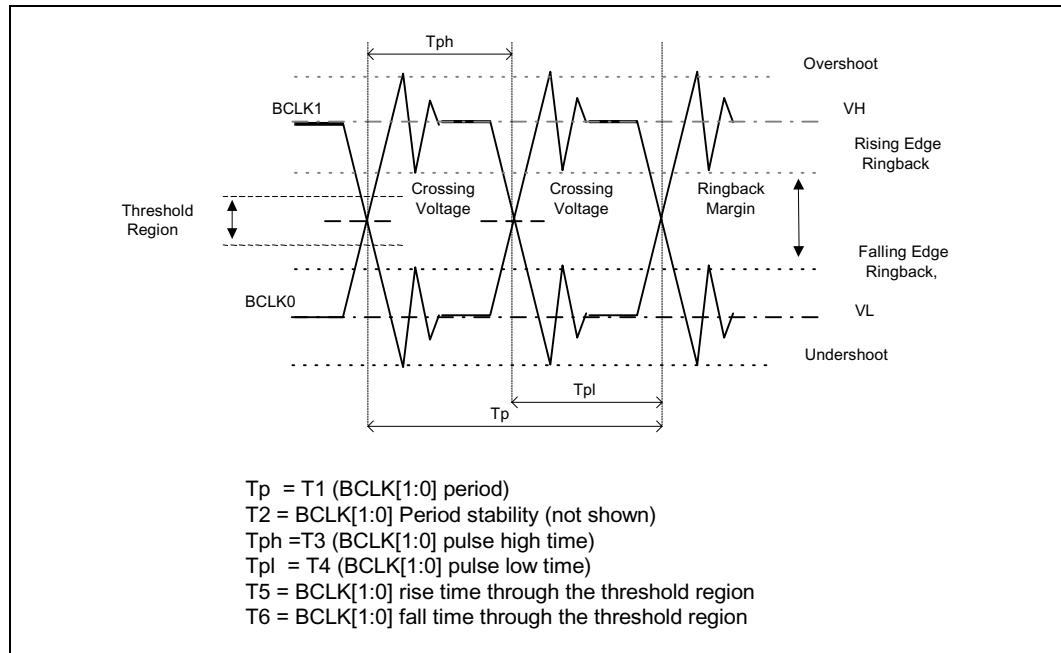 Tph
Overshoot
BCLK1
VH
Rising Edge
Ringback
Crossing
Voltage
Crossing
Voltage
Ringback
Margin
Threshold
Region
Falling Edge
Ringback,
BCLK0
VL
Undershoot
Tpl
Tp
Tp = T1 (BCLK[1:0] period)
T2 = BCLK[1:0] Period stability (not shown)
Tph =T3 (BCLK[1:0] pulse high time)
Tpl = T4 (BCLK[1:0] pulse low time)
T5 = BCLK[1:0] rise time through the threshold region
T6 = BCLK[1:0] fall time through the threshold region